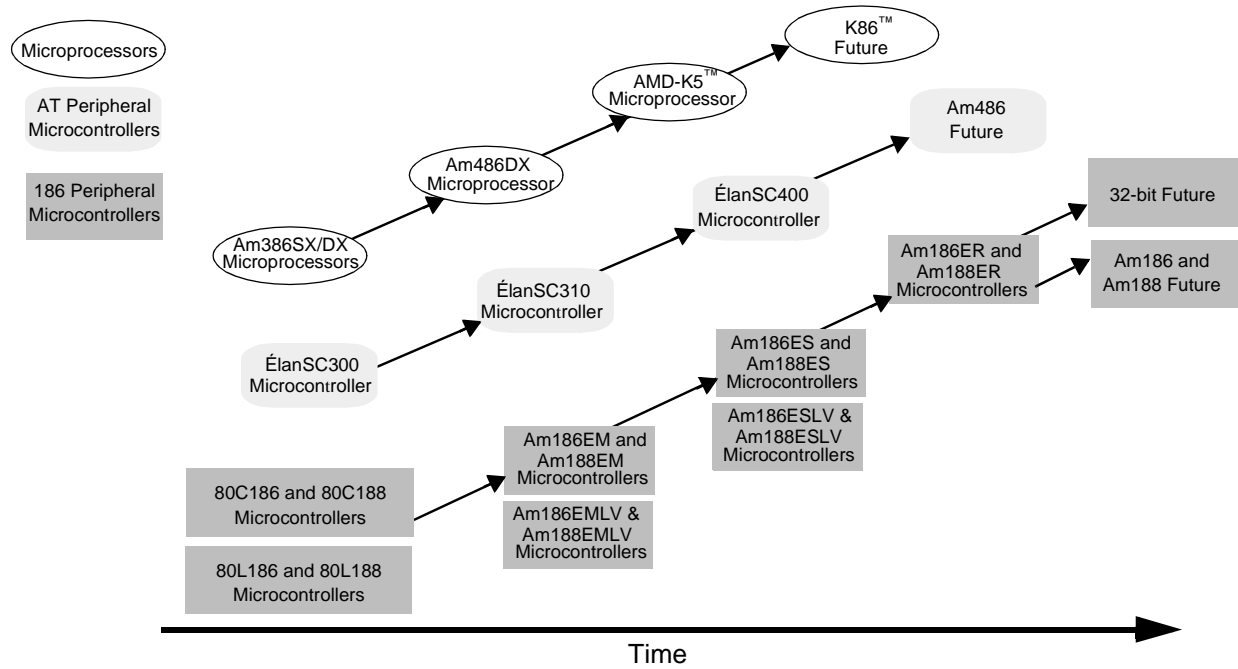 Microprocessors
AT Peripheral
Microcontrollers
186 Peripheral
Microcontrollers
K86™
Future
AMD-K5™
Microprocessor
Am486DX
Microprocessor
Am386SX/DX
Microprocessors
Am486
Future
ÉlanSC400
Microcontroller
ÉlanSC310
Microcontroller
ÉlanSC300
Microcontroller
32-bit Future
Am186 and
Am188 Future
Am186ER and
Am188ER
Microcontrollers
Am186ES and
Am188ES
Microcontrollers
Am186ESLV &
Am188ESLV
Microcontrollers
Am186EM and
Am188EM
Microcontrollers
Am186EMLV &
Am188EMLV
Microcontrollers
80C186 and 80C188
Microcontrollers
80L186 and 80L188
Microcontrollers
Time